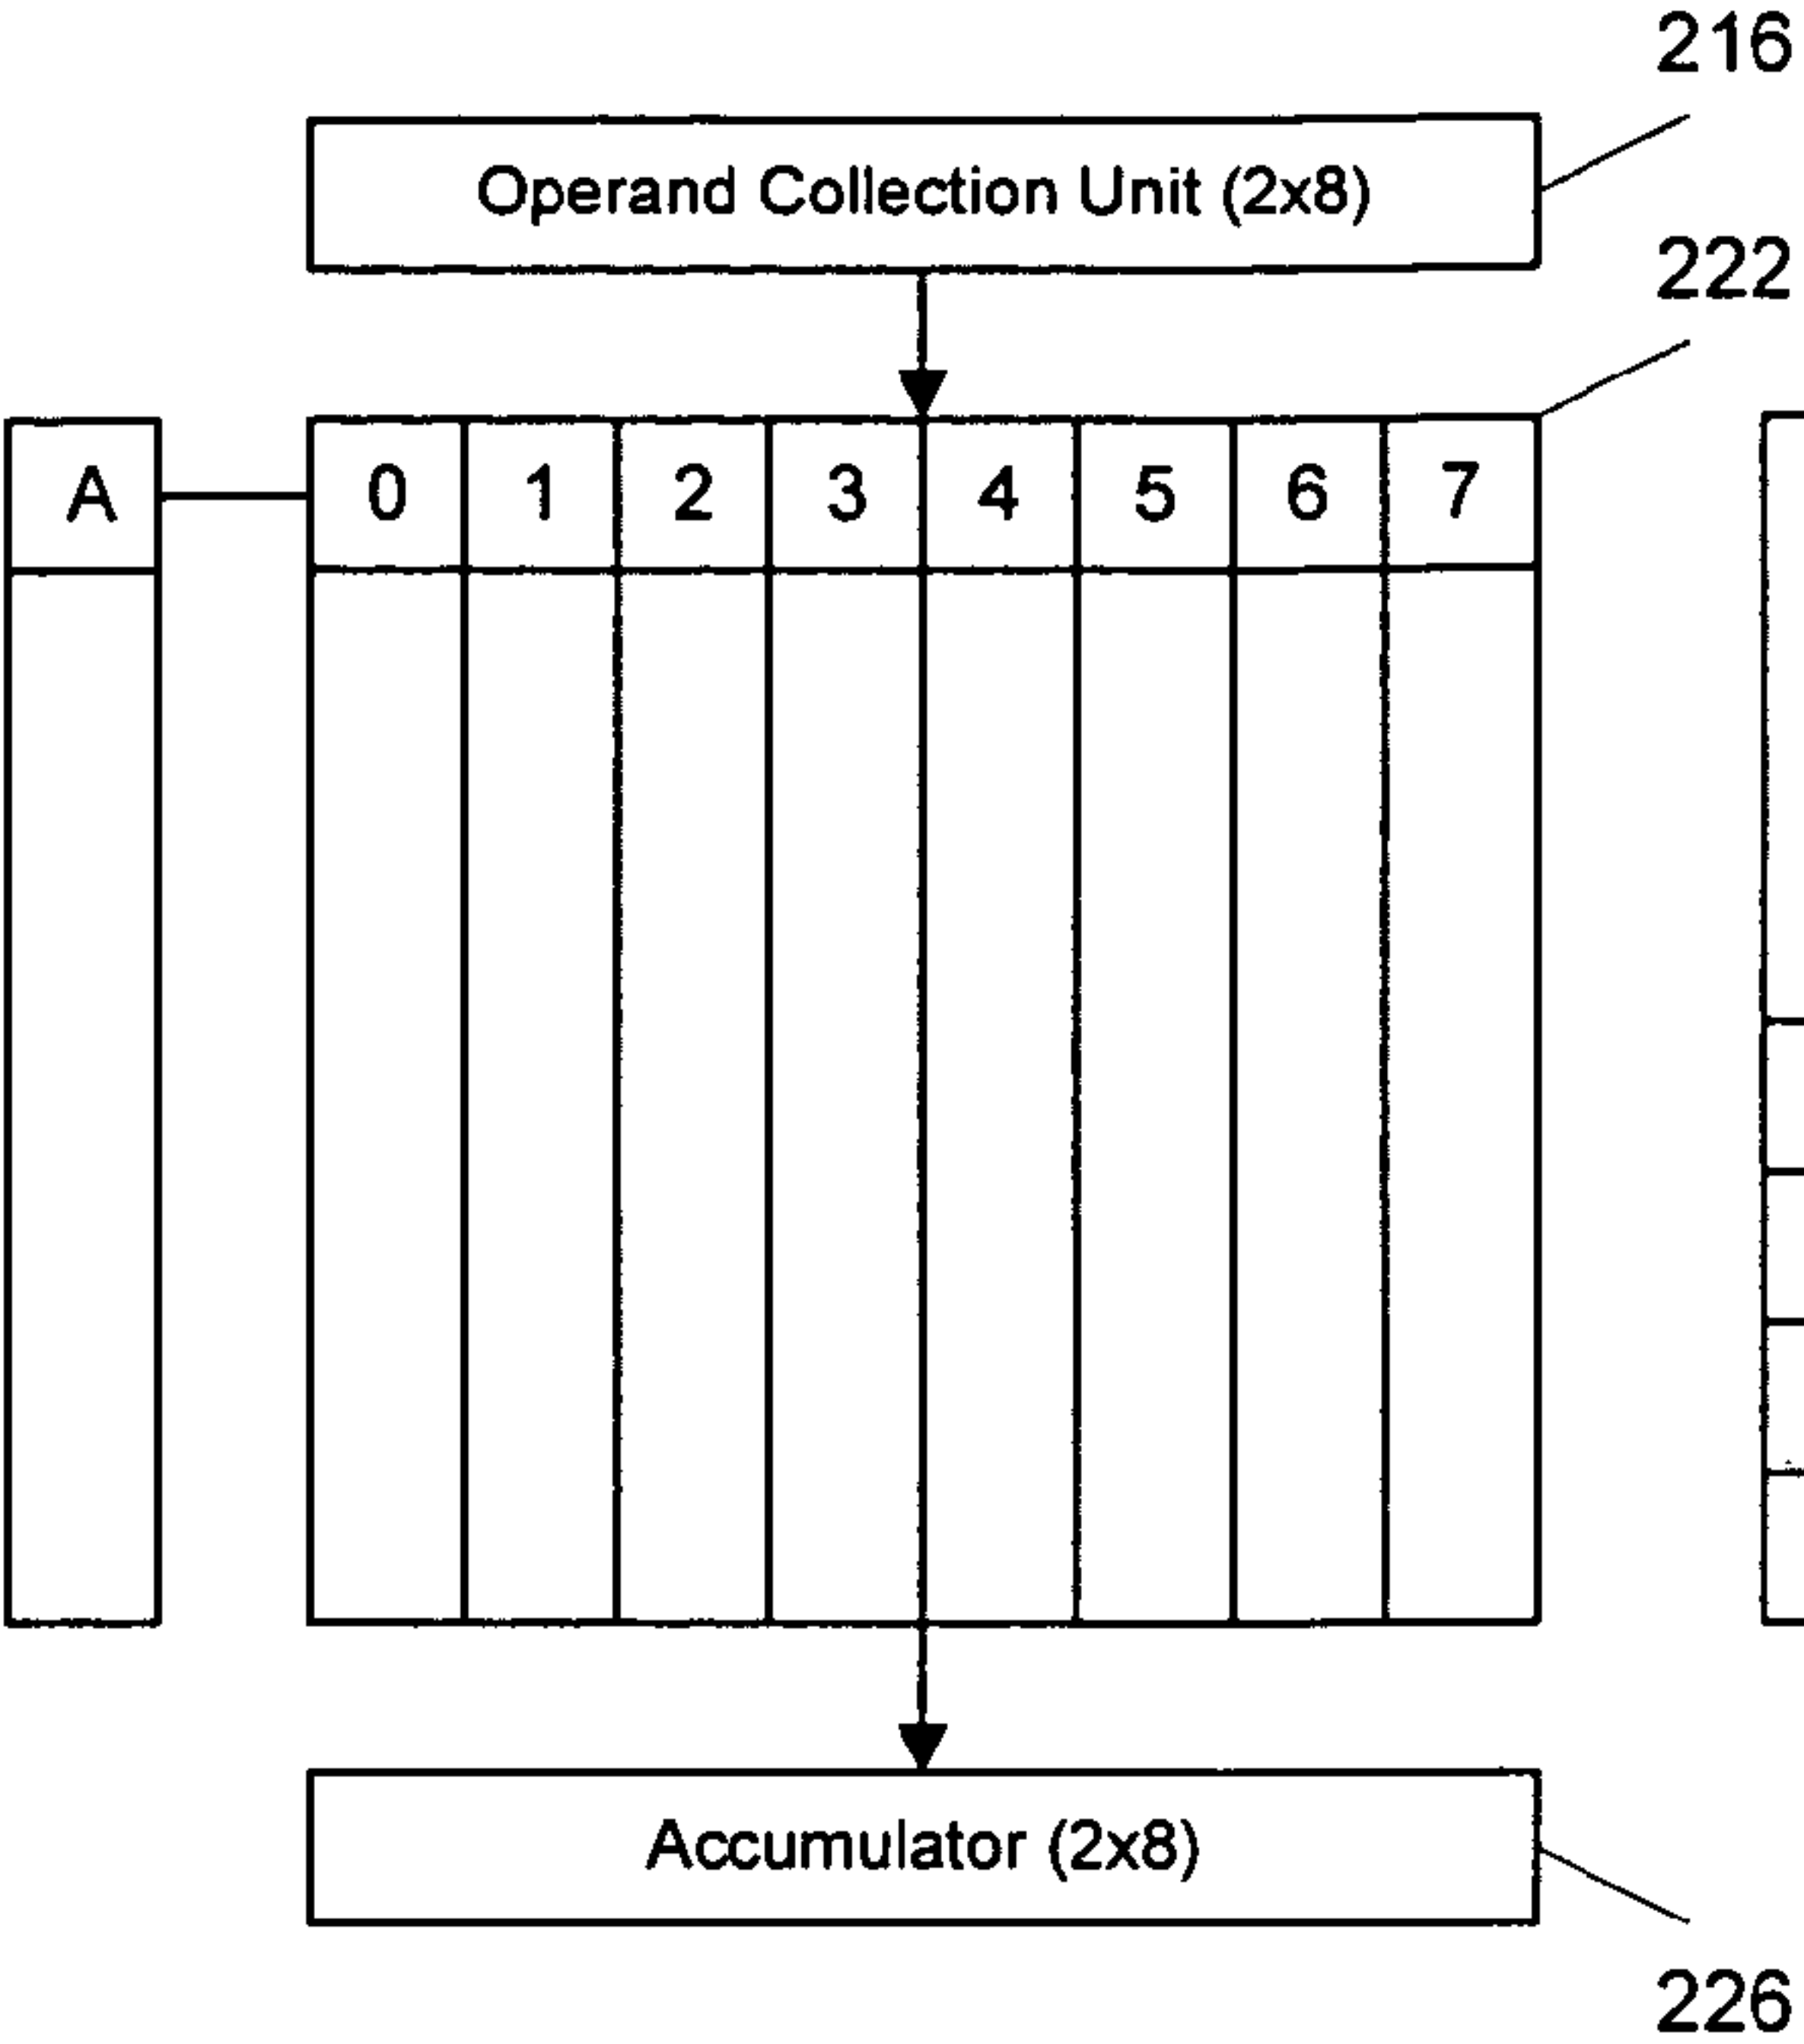 216
Operand Collection Unit (2x8)
222
A 0 1 2 3 4 5 6 7
Accumulator (2x8)
226